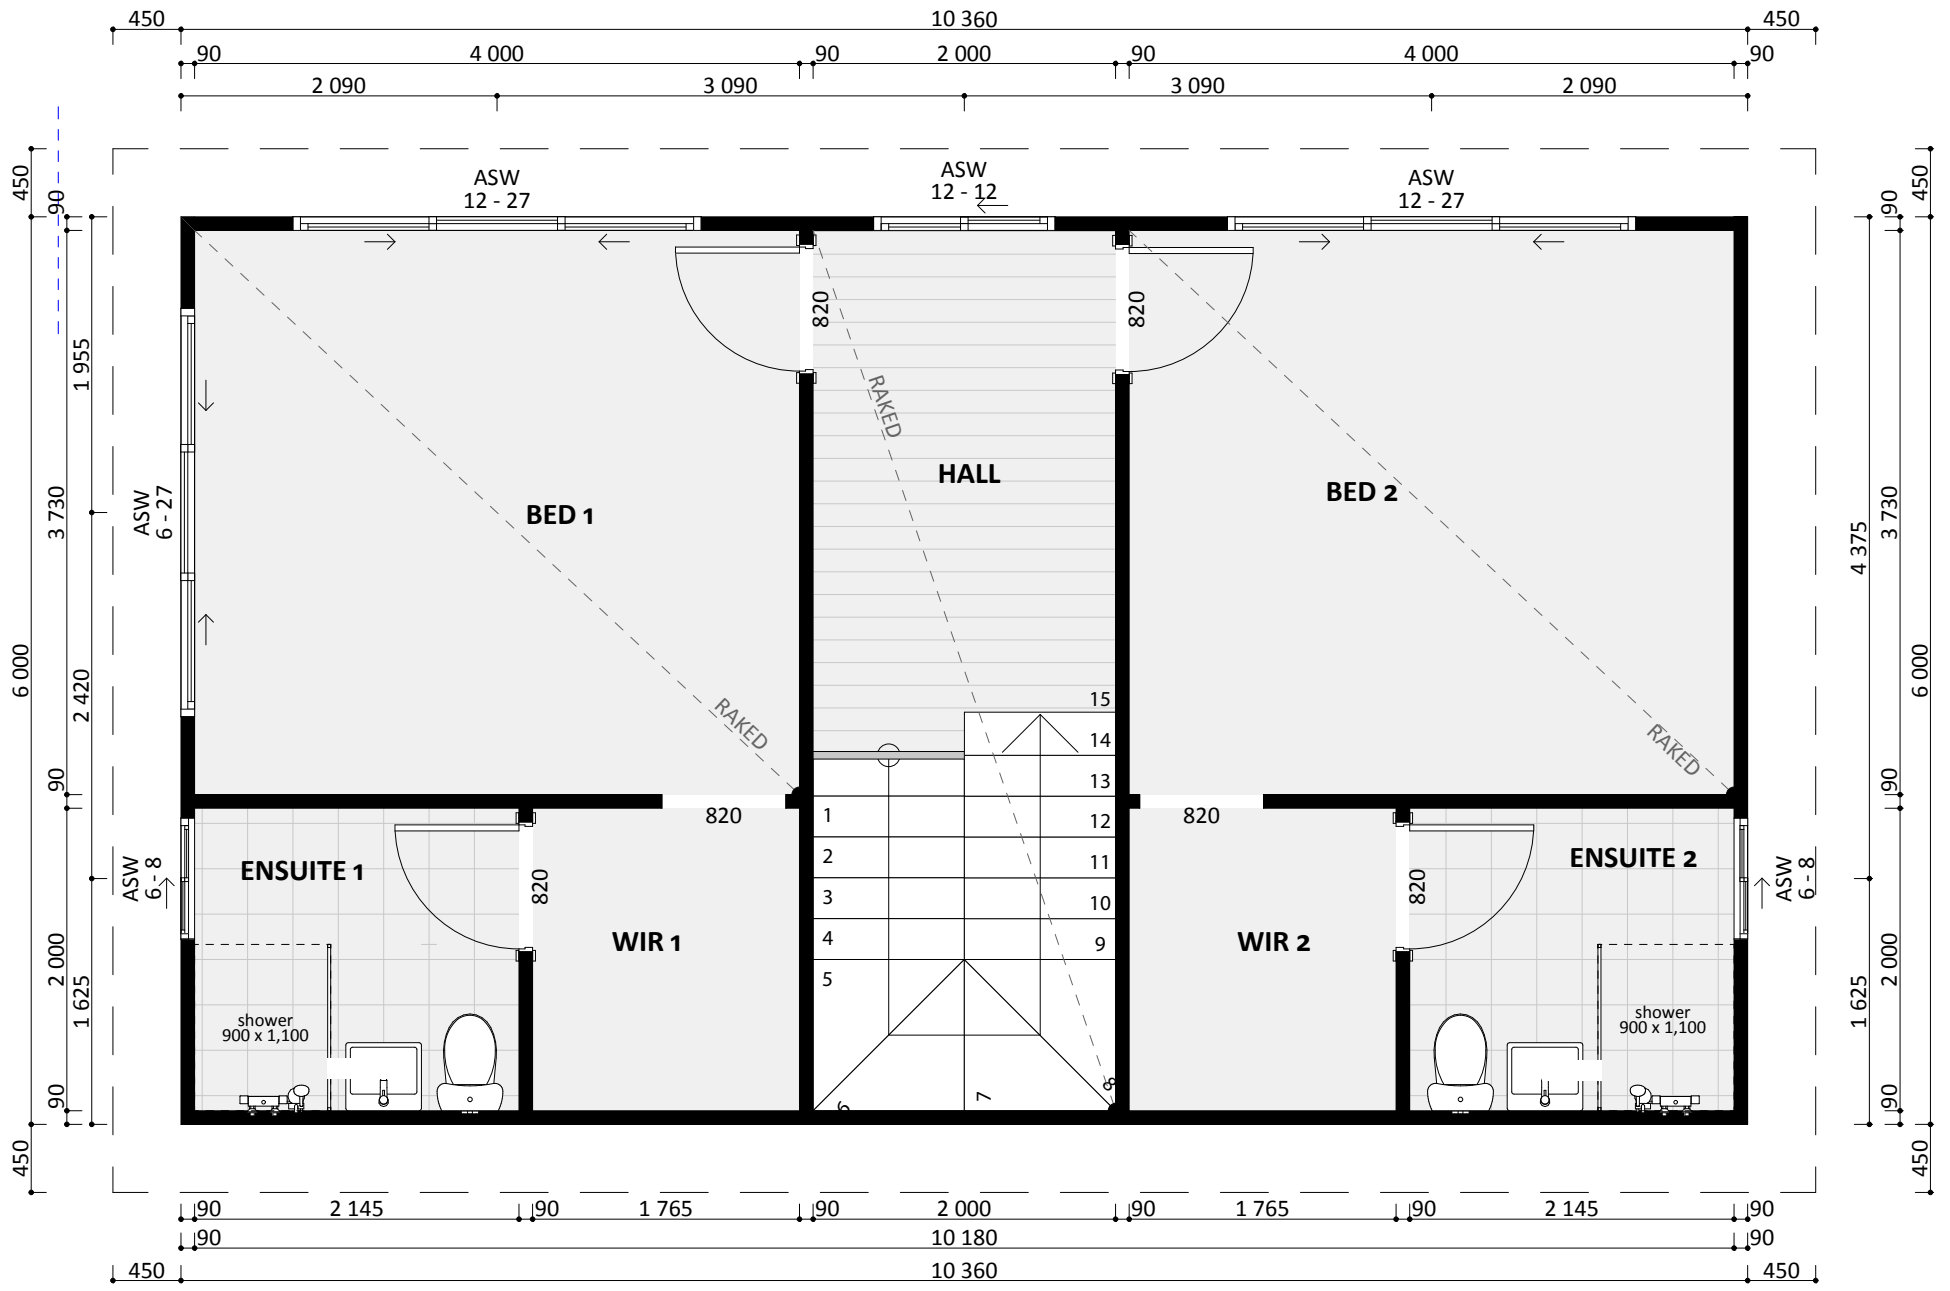 450 10 360 450
90 4 000 90 2 000 90 4 000 90
2 090 3 090 3 090 2 090
450
90
1 955
3 730
6 000
2 420
90
2 000
1 625
90
450
ASW
12 - 27
ASW
12 - 12
ASW
12 - 27
820
820
RAKED
HALL
BED 1
BED 2
ASW
6 - 27
RAKED
RAKED
15
14
13
12
11
10
9
8
7
6
5
4
3
2
1
820
820
ENSUITE 1
ENSUITE 2
ASW
6 - 8
ASW
6 - 8
820
820
WIR 1
WIR 2
shower
900 x 1,100
shower
900 x 1,100
450
90
3 730
4 375
6 000
90
2 000
1 625
90
450
90 2 145 90 1 765 90 2 000 90 1 765 90 2 145 90
90 10 180 90
450 10 360 450